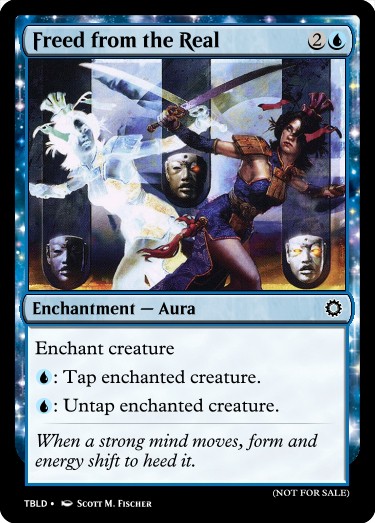 Freed from the Real 2
Enchantment — Aura
Enchant creature
: Tap enchanted creature.
: Untap enchanted creature.
When a strong mind moves, form and
energy shift to heed it.
(NOT FOR SALE)
TBLD • Scott M. Fischer